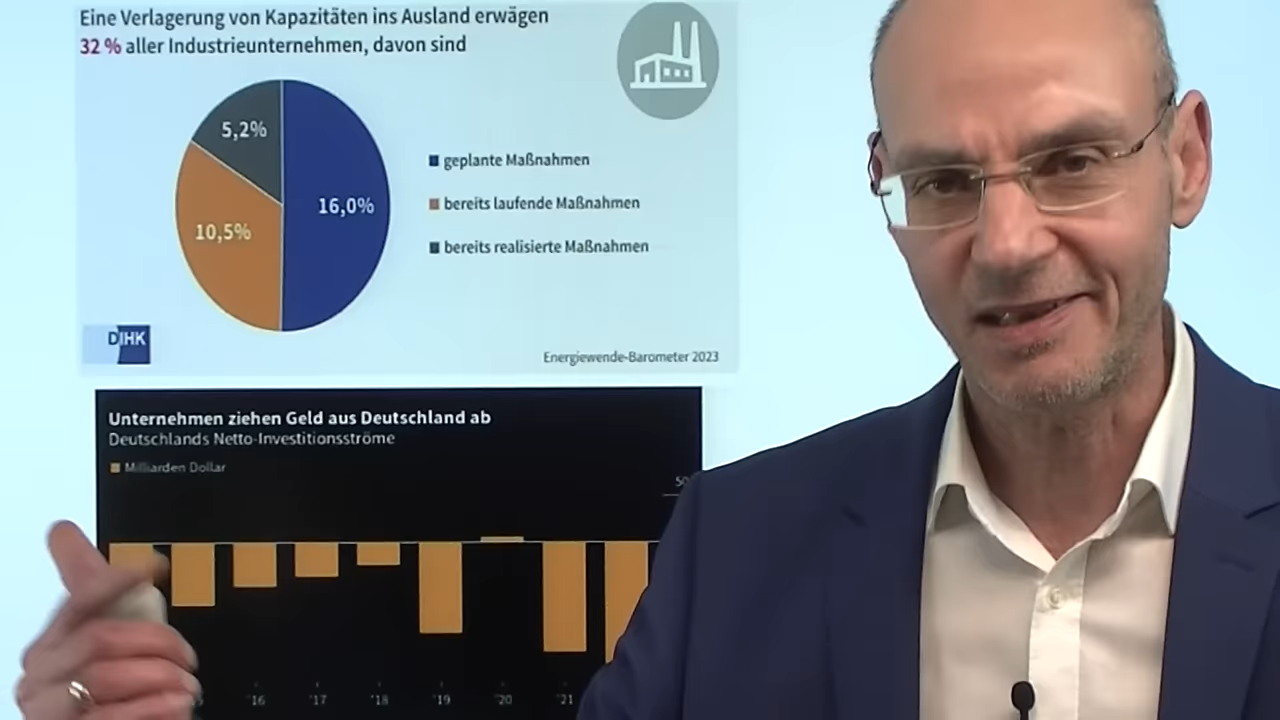 Eine Verlagerung von Kapazitäten ins Ausland erwägen
32 % aller Industrieunternehmen, davon sind
5,2%
16,0%
10,5%
geplante Maßnahmen
bereits laufende Maßnahmen
bereits realisierte Maßnahmen
DIHK
Energiewende-Barometer 2023
Unternehmen ziehen Geld aus Deutschland ab
Deutschlands Netto-Investitionsströme
Milliarden Dollar
50
'16 '17 '18 '19 '20 '21